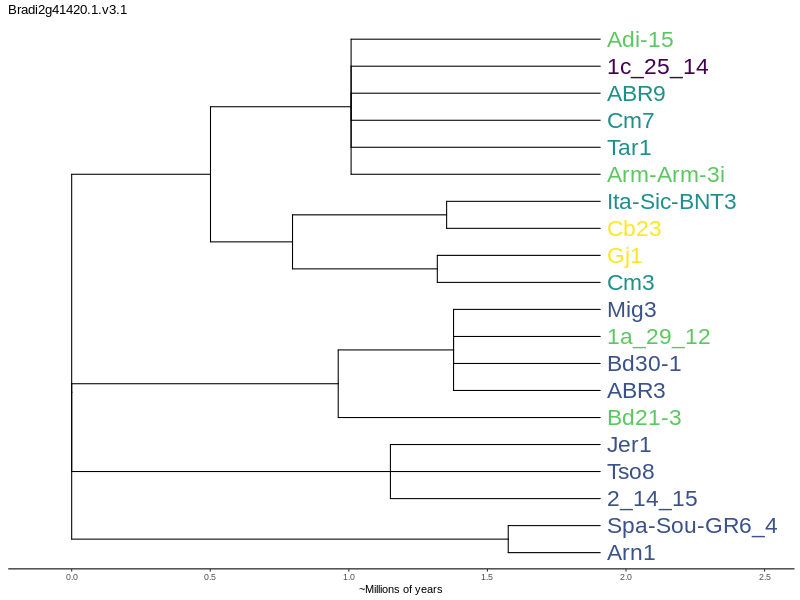 Bradi2g41420.1.v3.1
Adi-15
1c_25_14
ABR9
Cm7
Tar1
Arm-Arm-3i
Ita-Sic-BNT3
Cb23
Gj1
Cm3
Mig3
1a_29_12
Bd30-1
ABR3
Bd21-3
Jer1
Tso8
2_14_15
Spa-Sou-GR6_4
Arn1
0.0 0.5 1.0 1.5 2.0 2.5
~Millions of years